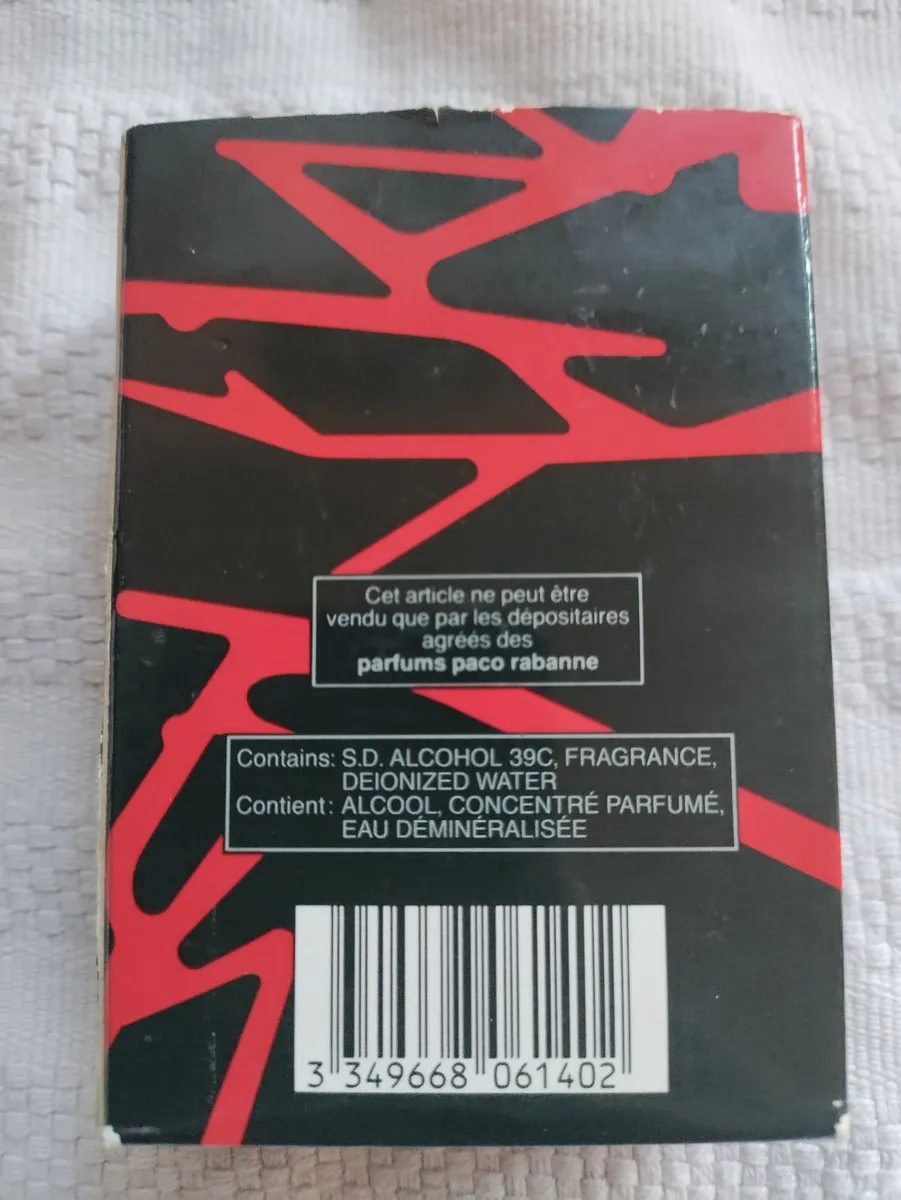 Cet article ne peut être
vendu que par les dépositaires
agréés des
parfums paco rabanne
Contains: S.D. ALCOHOL 39C, FRAGRANCE,
DEIONIZED WATER
Contient: ALCOOL, CONCENTRÉ PARFUMÉ,
EAU DÉMINÉRALISÉE
3 349668 061402